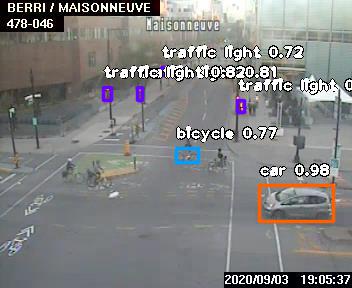 BERRI / MAISONNEUVE
478-046
Maisonneuve
traffic light 0.72
traffic light 0.82
0.81
traffic light 0
bicycle 0.77
car 0.98
2020/09/03 19:05:37